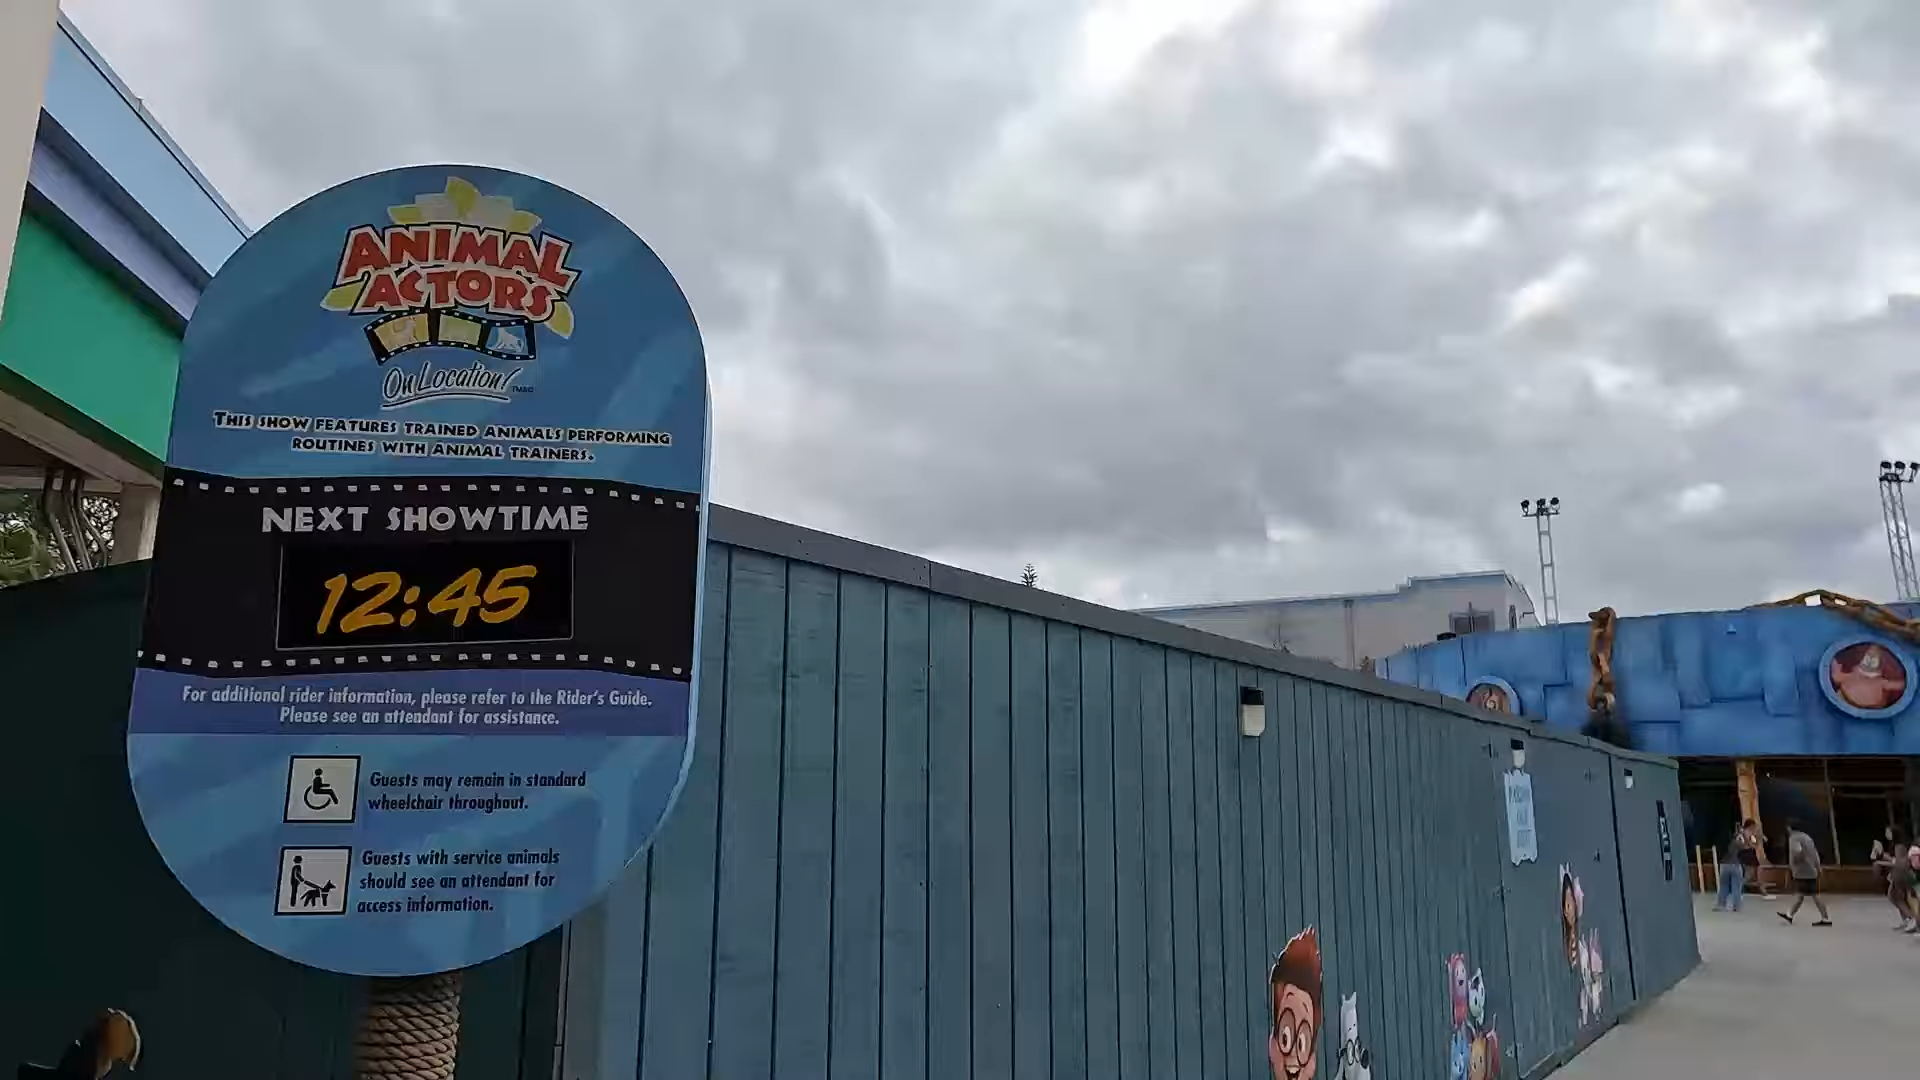 ANIMAL
ACTORS
On Location!
THIS SHOW FEATURES TRAINED ANIMALS PERFORMING
ROUTINES WITH ANIMAL TRAINERS.
NEXT SHOWTIME
12:45
For additional rider information, please refer to the Rider's Guide.
Please see an attendant for assistance.
Guests may remain in standard
wheelchair throughout.
Guests with service animals
should see an attendant for
access information.